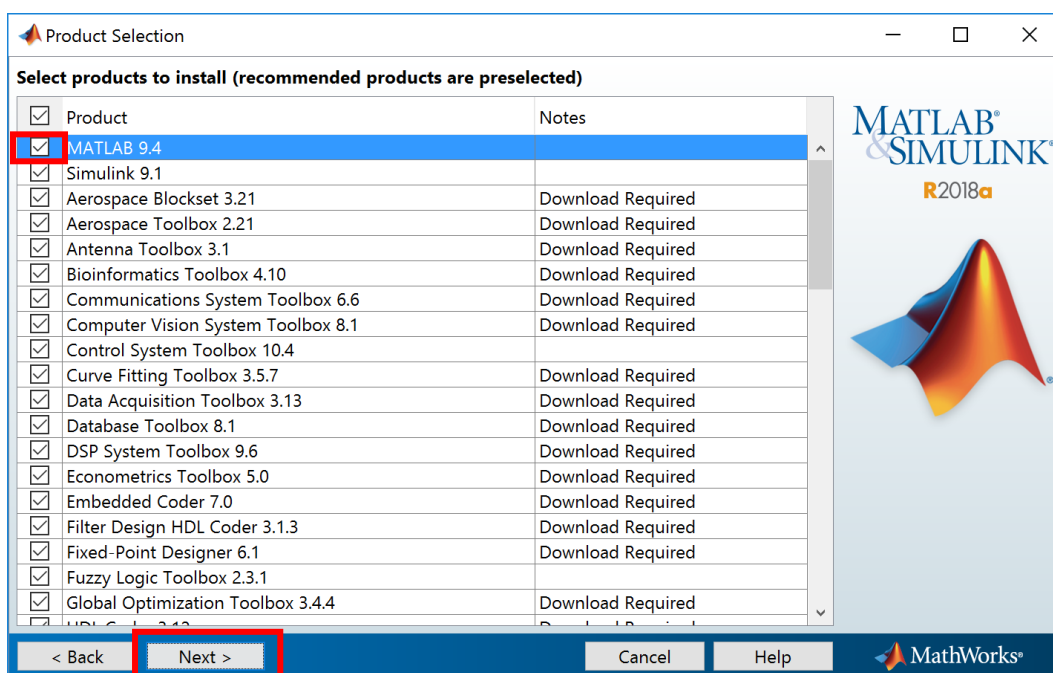 Product Selection
Select products to install (recommended products are preselected)
Product Notes
MATLAB 9.4
Simulink 9.1
Aerospace Blockset 3.21 Download Required
Aerospace Toolbox 2.21 Download Required
Antenna Toolbox 3.1 Download Required
Bioinformatics Toolbox 4.10 Download Required
Communications System Toolbox 6.6 Download Required
Computer Vision System Toolbox 8.1 Download Required
Control System Toolbox 10.4
Curve Fitting Toolbox 3.5.7 Download Required
Data Acquisition Toolbox 3.13 Download Required
Database Toolbox 8.1 Download Required
DSP System Toolbox 9.6 Download Required
Econometrics Toolbox 5.0 Download Required
Embedded Coder 7.0 Download Required
Filter Design HDL Coder 3.1.3 Download Required
Fixed-Point Designer 6.1 Download Required
Fuzzy Logic Toolbox 2.3.1
Global Optimization Toolbox 3.4.4 Download Required
MATLAB®
&SIMULINK®
R2018a
®
< Back Next > Cancel Help MathWorks®